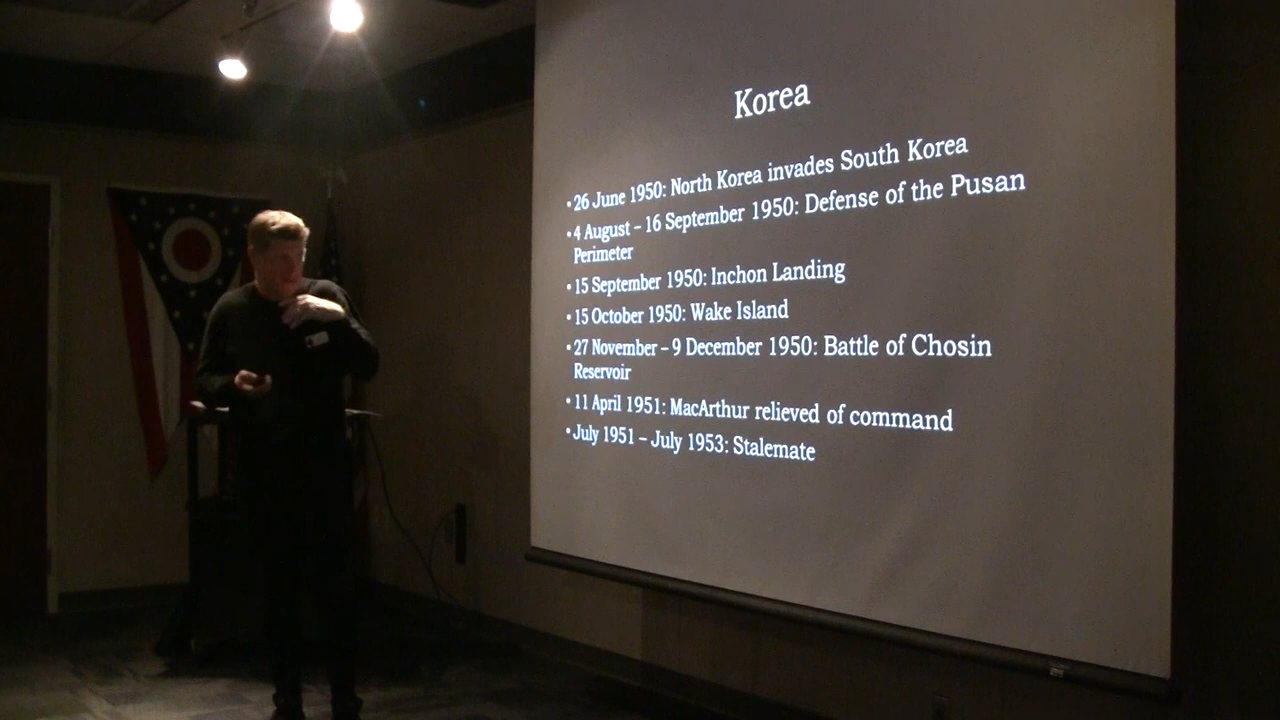 Korea
•26 June 1950: North Korea invades South Korea
•4 August – 16 September 1950: Defense of the Pusan
Perimeter
•15 September 1950: Inchon Landing
•15 October 1950: Wake Island
•27 November – 9 December 1950: Battle of Chosin
Reservoir
•11 April 1951: MacArthur relieved of command
•July 1951 – July 1953: Stalemate